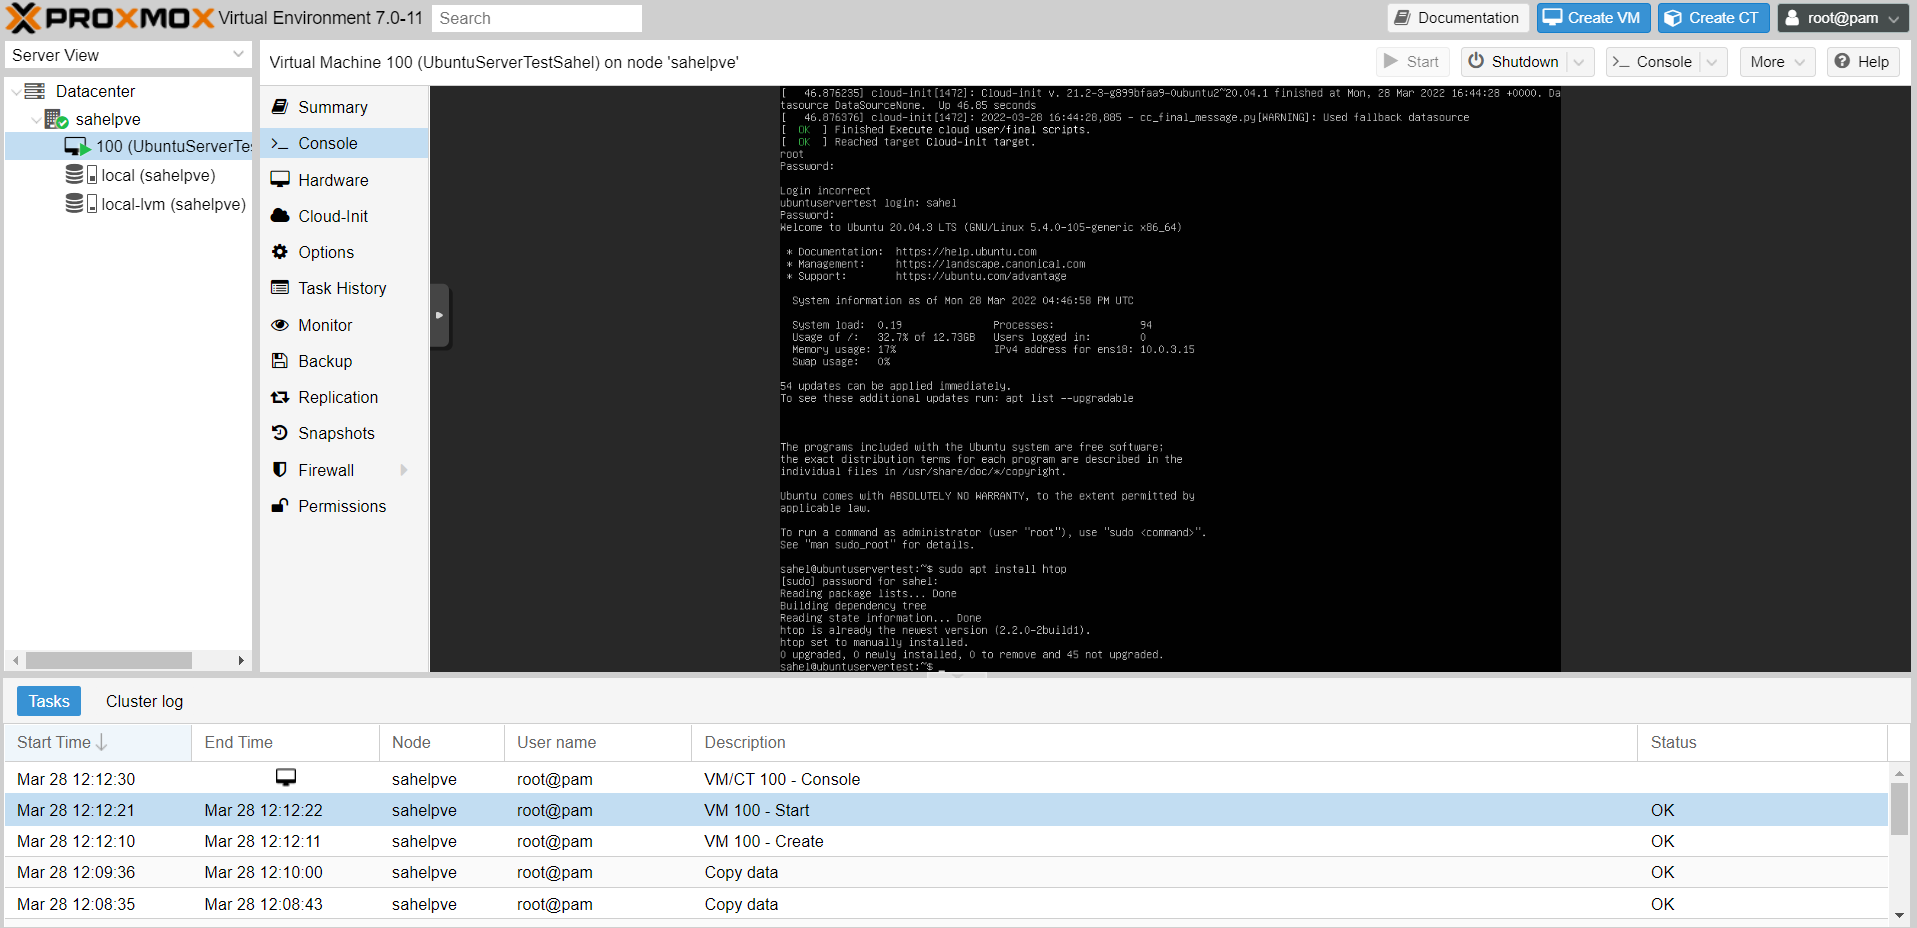 PROXMOX Virtual Environment 7.0-11 Search Documentation Create VM Create CT root@pam
Server View
Datacenter
sahelpve
100 (UbuntuServerTes
local (sahelpve)
local-lvm (sahelpve)
Virtual Machine 100 (UbuntuServerTestSahel) on node 'sahelpve' Start Shutdown Console More Help
Summary
Console
Hardware
Cloud-Init
Options
Task History
Monitor
Backup
Replication
Snapshots
Firewall
Permissions
[   46.876235] cloud-init[1472]: Cloud-init v. 21.2-3-g899bfaa9-0ubuntu2~20.04.1 finished at Mon, 28 Mar 2022 16:44:28 +0000. Da
tasource DataSourceNone.  Up 46.85 seconds
[   46.876376] cloud-init[1472]: 2022-03-28 16:44:28,885 - cc_final_message.py[WARNING]: Used fallback datasource
[  OK  ] Finished Execute cloud user/final scripts.
[  OK  ] Reached target Cloud-init target.
root
Password:
Login incorrect
ubuntuservertest login: sahel
Password:
Welcome to Ubuntu 20.04.3 LTS (GNU/Linux 5.4.0-105-generic x86_64)
* Documentation:  https://help.ubuntu.com
* Management:     https://landscape.canonical.com
* Support:        https://ubuntu.com/advantage
System information as of Mon 28 Mar 2022 04:46:58 PM UTC
System load:  0.19               Processes:              94
Usage of /:   32.7% of 12.73GB   Users logged in:        0
Memory usage: 17%                IPv4 address for ens18: 10.0.3.15
Swap usage:   0%
54 updates can be applied immediately.
To see these additional updates run: apt list --upgradable
The programs included with the Ubuntu system are free software;
the exact distribution terms for each program are described in the
individual files in /usr/share/doc/*/copyright.
Ubuntu comes with ABSOLUTELY NO WARRANTY, to the extent permitted by
applicable law.
To run a command as administrator (user "root"), use "sudo <command>".
See "man sudo_root" for details.
sahel@ubuntuservertest:~$ sudo apt install htop
[sudo] password for sahel:
Reading package lists... Done
Building dependency tree
Reading state information... Done
htop is already the newest version (2.2.0-2build1).
htop set to manually installed.
0 upgraded, 0 newly installed, 0 to remove and 45 not upgraded.
sahel@ubuntuservertest:~$ _
Tasks Cluster log
Start Time End Time Node User name Description Status
Mar 28 12:12:30 sahelpve root@pam VM/CT 100 - Console
Mar 28 12:12:21 Mar 28 12:12:22 sahelpve root@pam VM 100 - Start OK
Mar 28 12:12:10 Mar 28 12:12:11 sahelpve root@pam VM 100 - Create OK
Mar 28 12:09:36 Mar 28 12:10:00 sahelpve root@pam Copy data OK
Mar 28 12:08:35 Mar 28 12:08:43 sahelpve root@pam Copy data OK